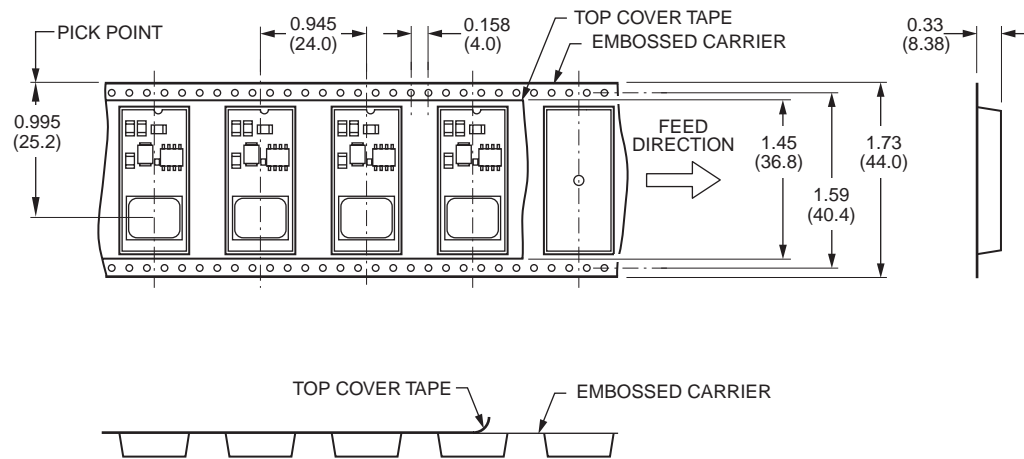 PICK POINT
0.945
(24.0)
0.158
(4.0)
TOP COVER TAPE
EMBOSSED CARRIER
0.33
(8.38)
0.995
(25.2)
FEED
DIRECTION
1.45
(36.8)
1.59
(40.4)
1.73
(44.0)
TOP COVER TAPE
EMBOSSED CARRIER